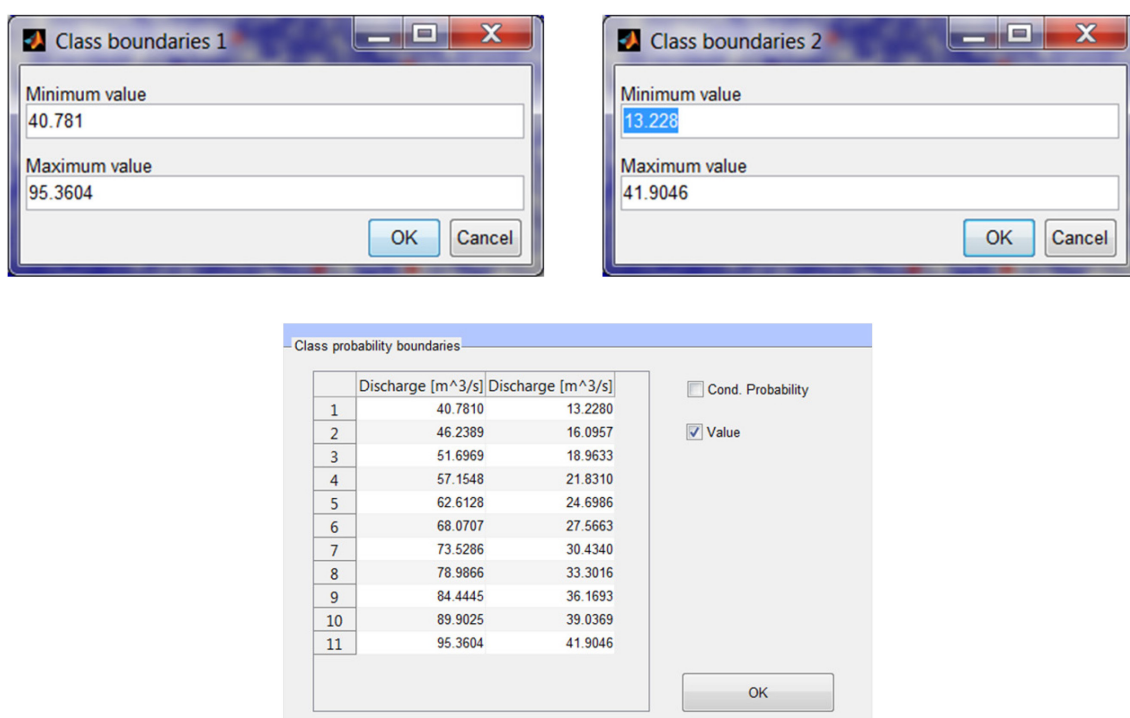 Class boundaries 1
Minimum value
40.781
Maximum value
95.3604
OK Cancel
Class boundaries 2
Minimum value
13.228
Maximum value
41.9046
OK Cancel
Class probability boundaries
Discharge [m^3/s] Discharge [m^3/s]
1 40.7810 13.2280
2 46.2389 16.0957
3 51.6969 18.9633
4 57.1548 21.8310
5 62.6128 24.6986
6 68.0707 27.5663
7 73.5286 30.4340
8 78.9866 33.3016
9 84.4445 36.1693
10 89.9025 39.0369
11 95.3604 41.9046
Cond. Probability
Value
OK